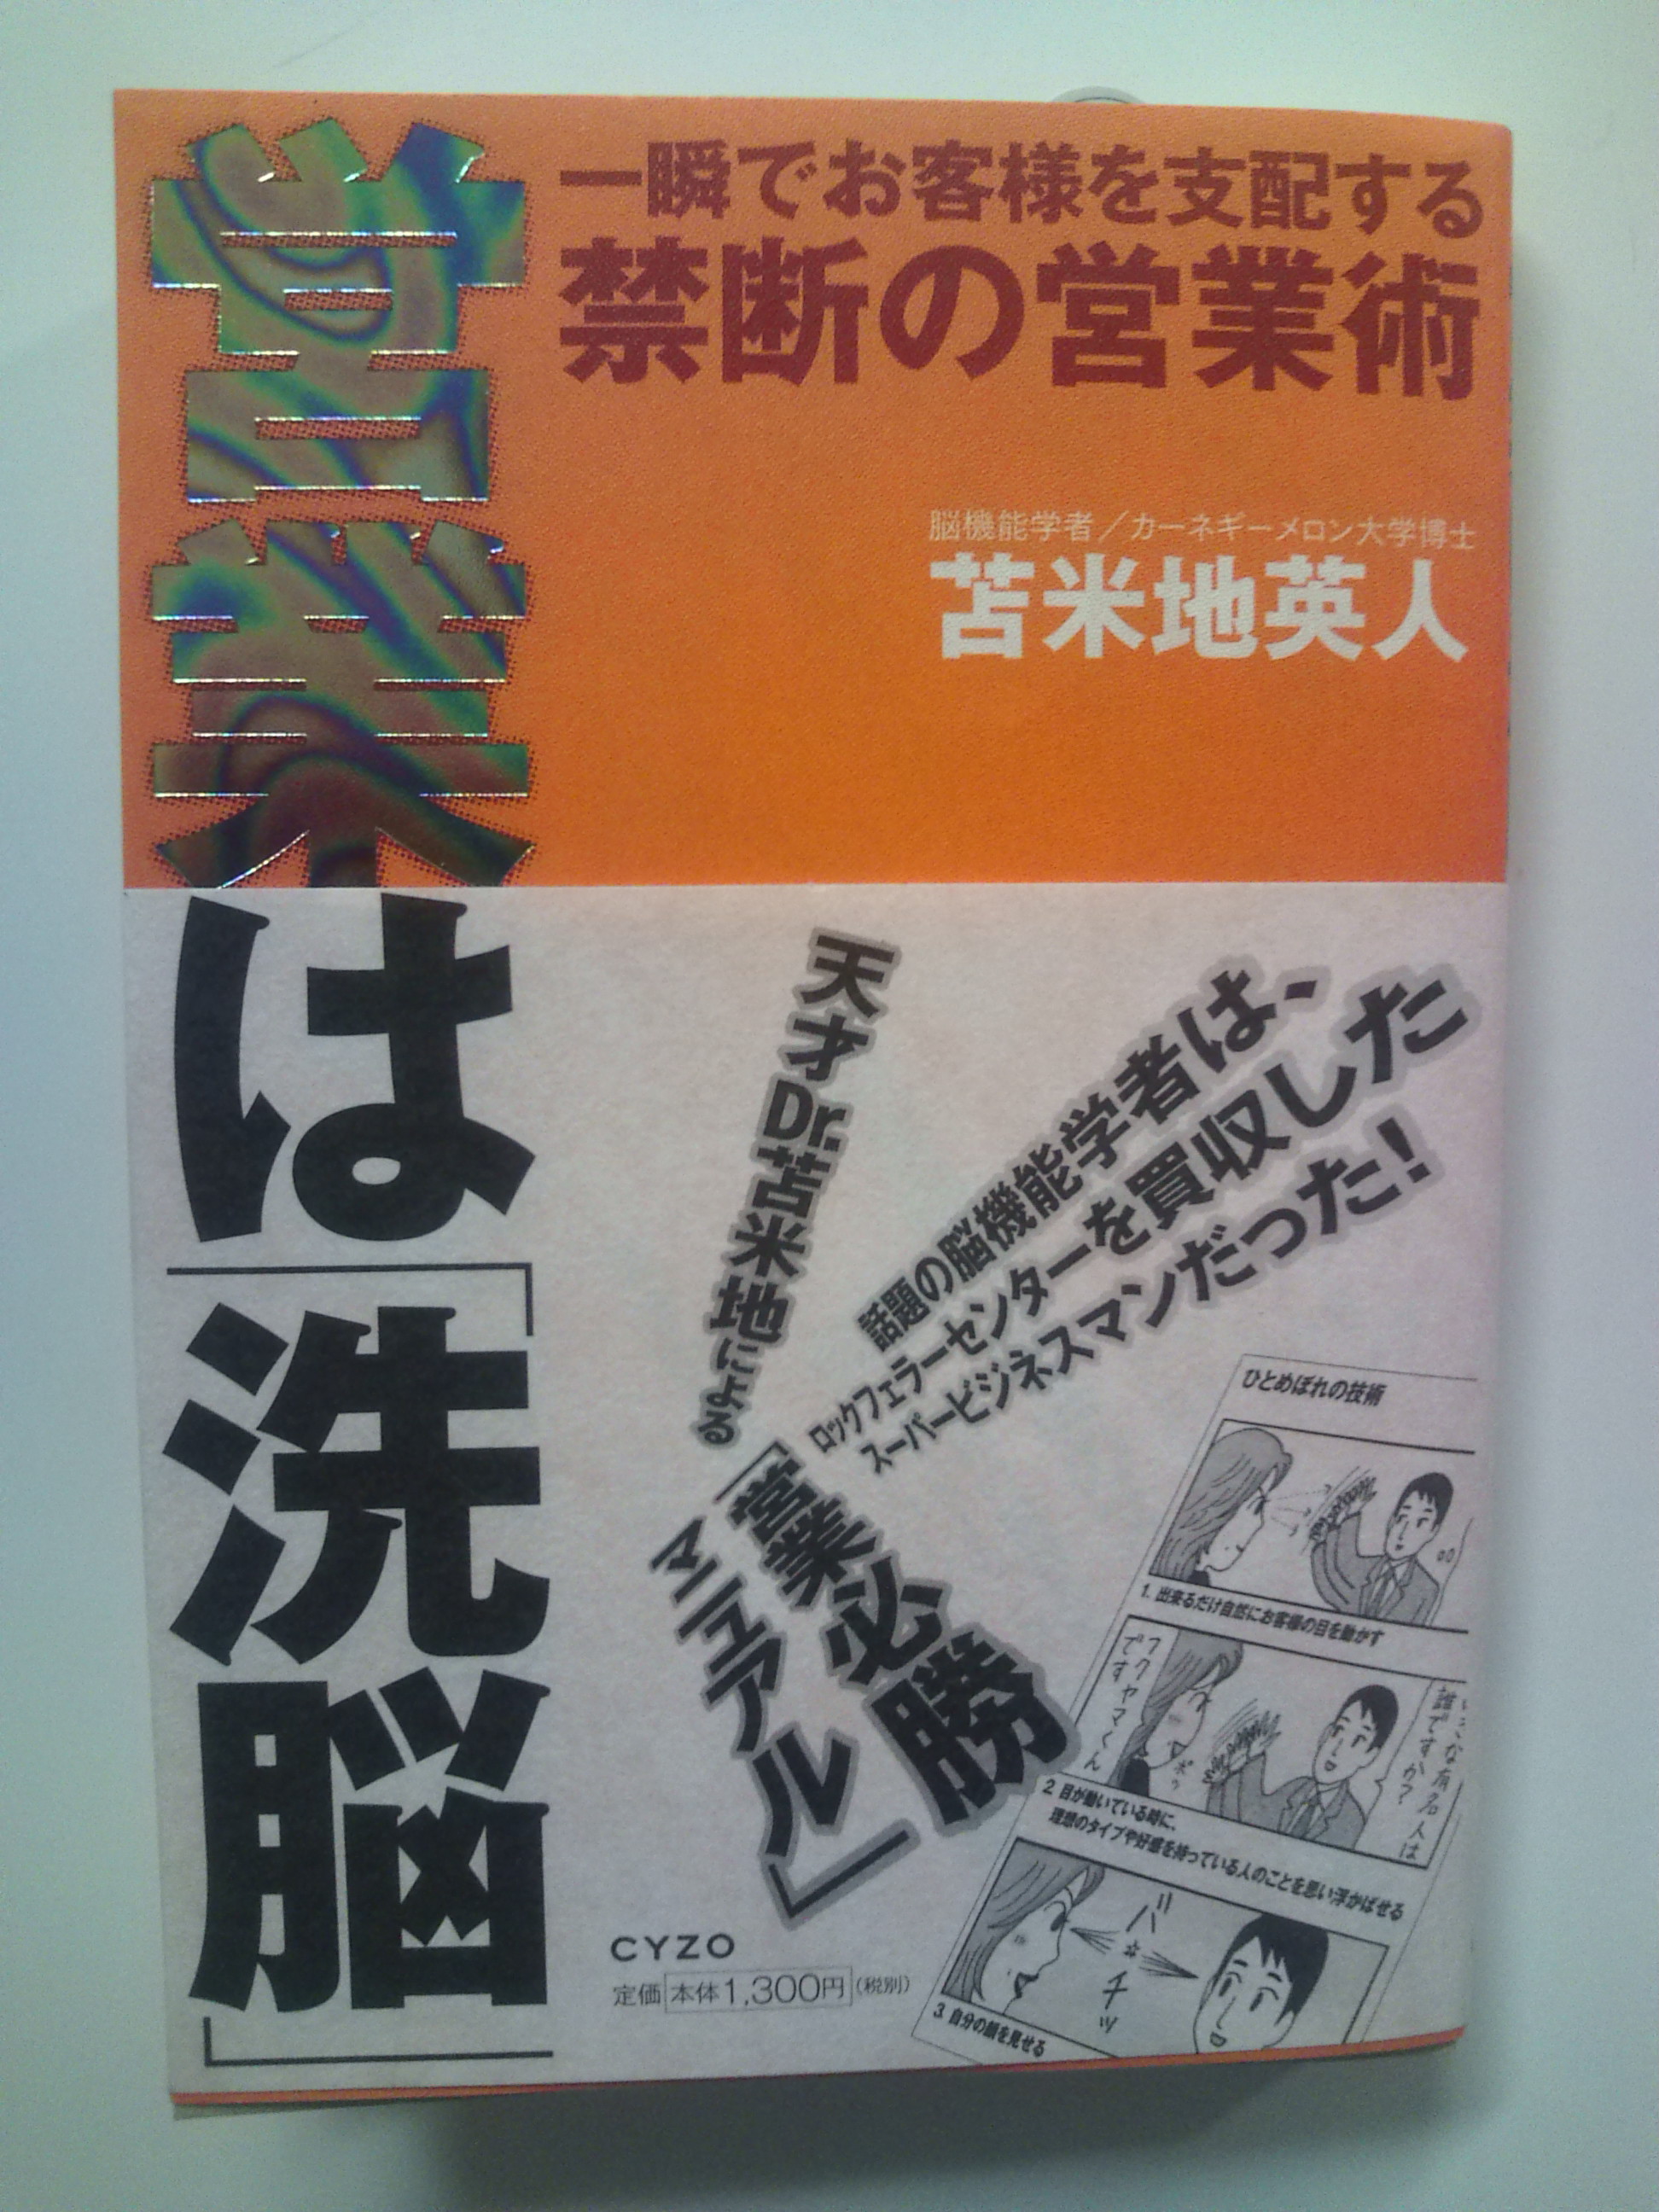 営業は「洗脳」
一瞬でお客様を支配する
禁断の営業術
脳機能学者/カーネギーメロン大学博士
苫米地英人
話題の脳機能学者は、
ロックフェラーセンターを買収した
スーパービジネスマンだった!
天才Dr.苫米地による
「営業必勝
マニュアル」
ひとめぼれの技術
1. 出来るだけ自然にお客様の目を動かす
誰ですか?
な有名人は
フクヤマくん
です
ポッ
2. 目が動いている時に、
理想のタイプや好感を持っている人のことを思い浮かばせる
バチッ
3. 自分の顔を見せる
CYZO
定価 本体1,300円(税別)